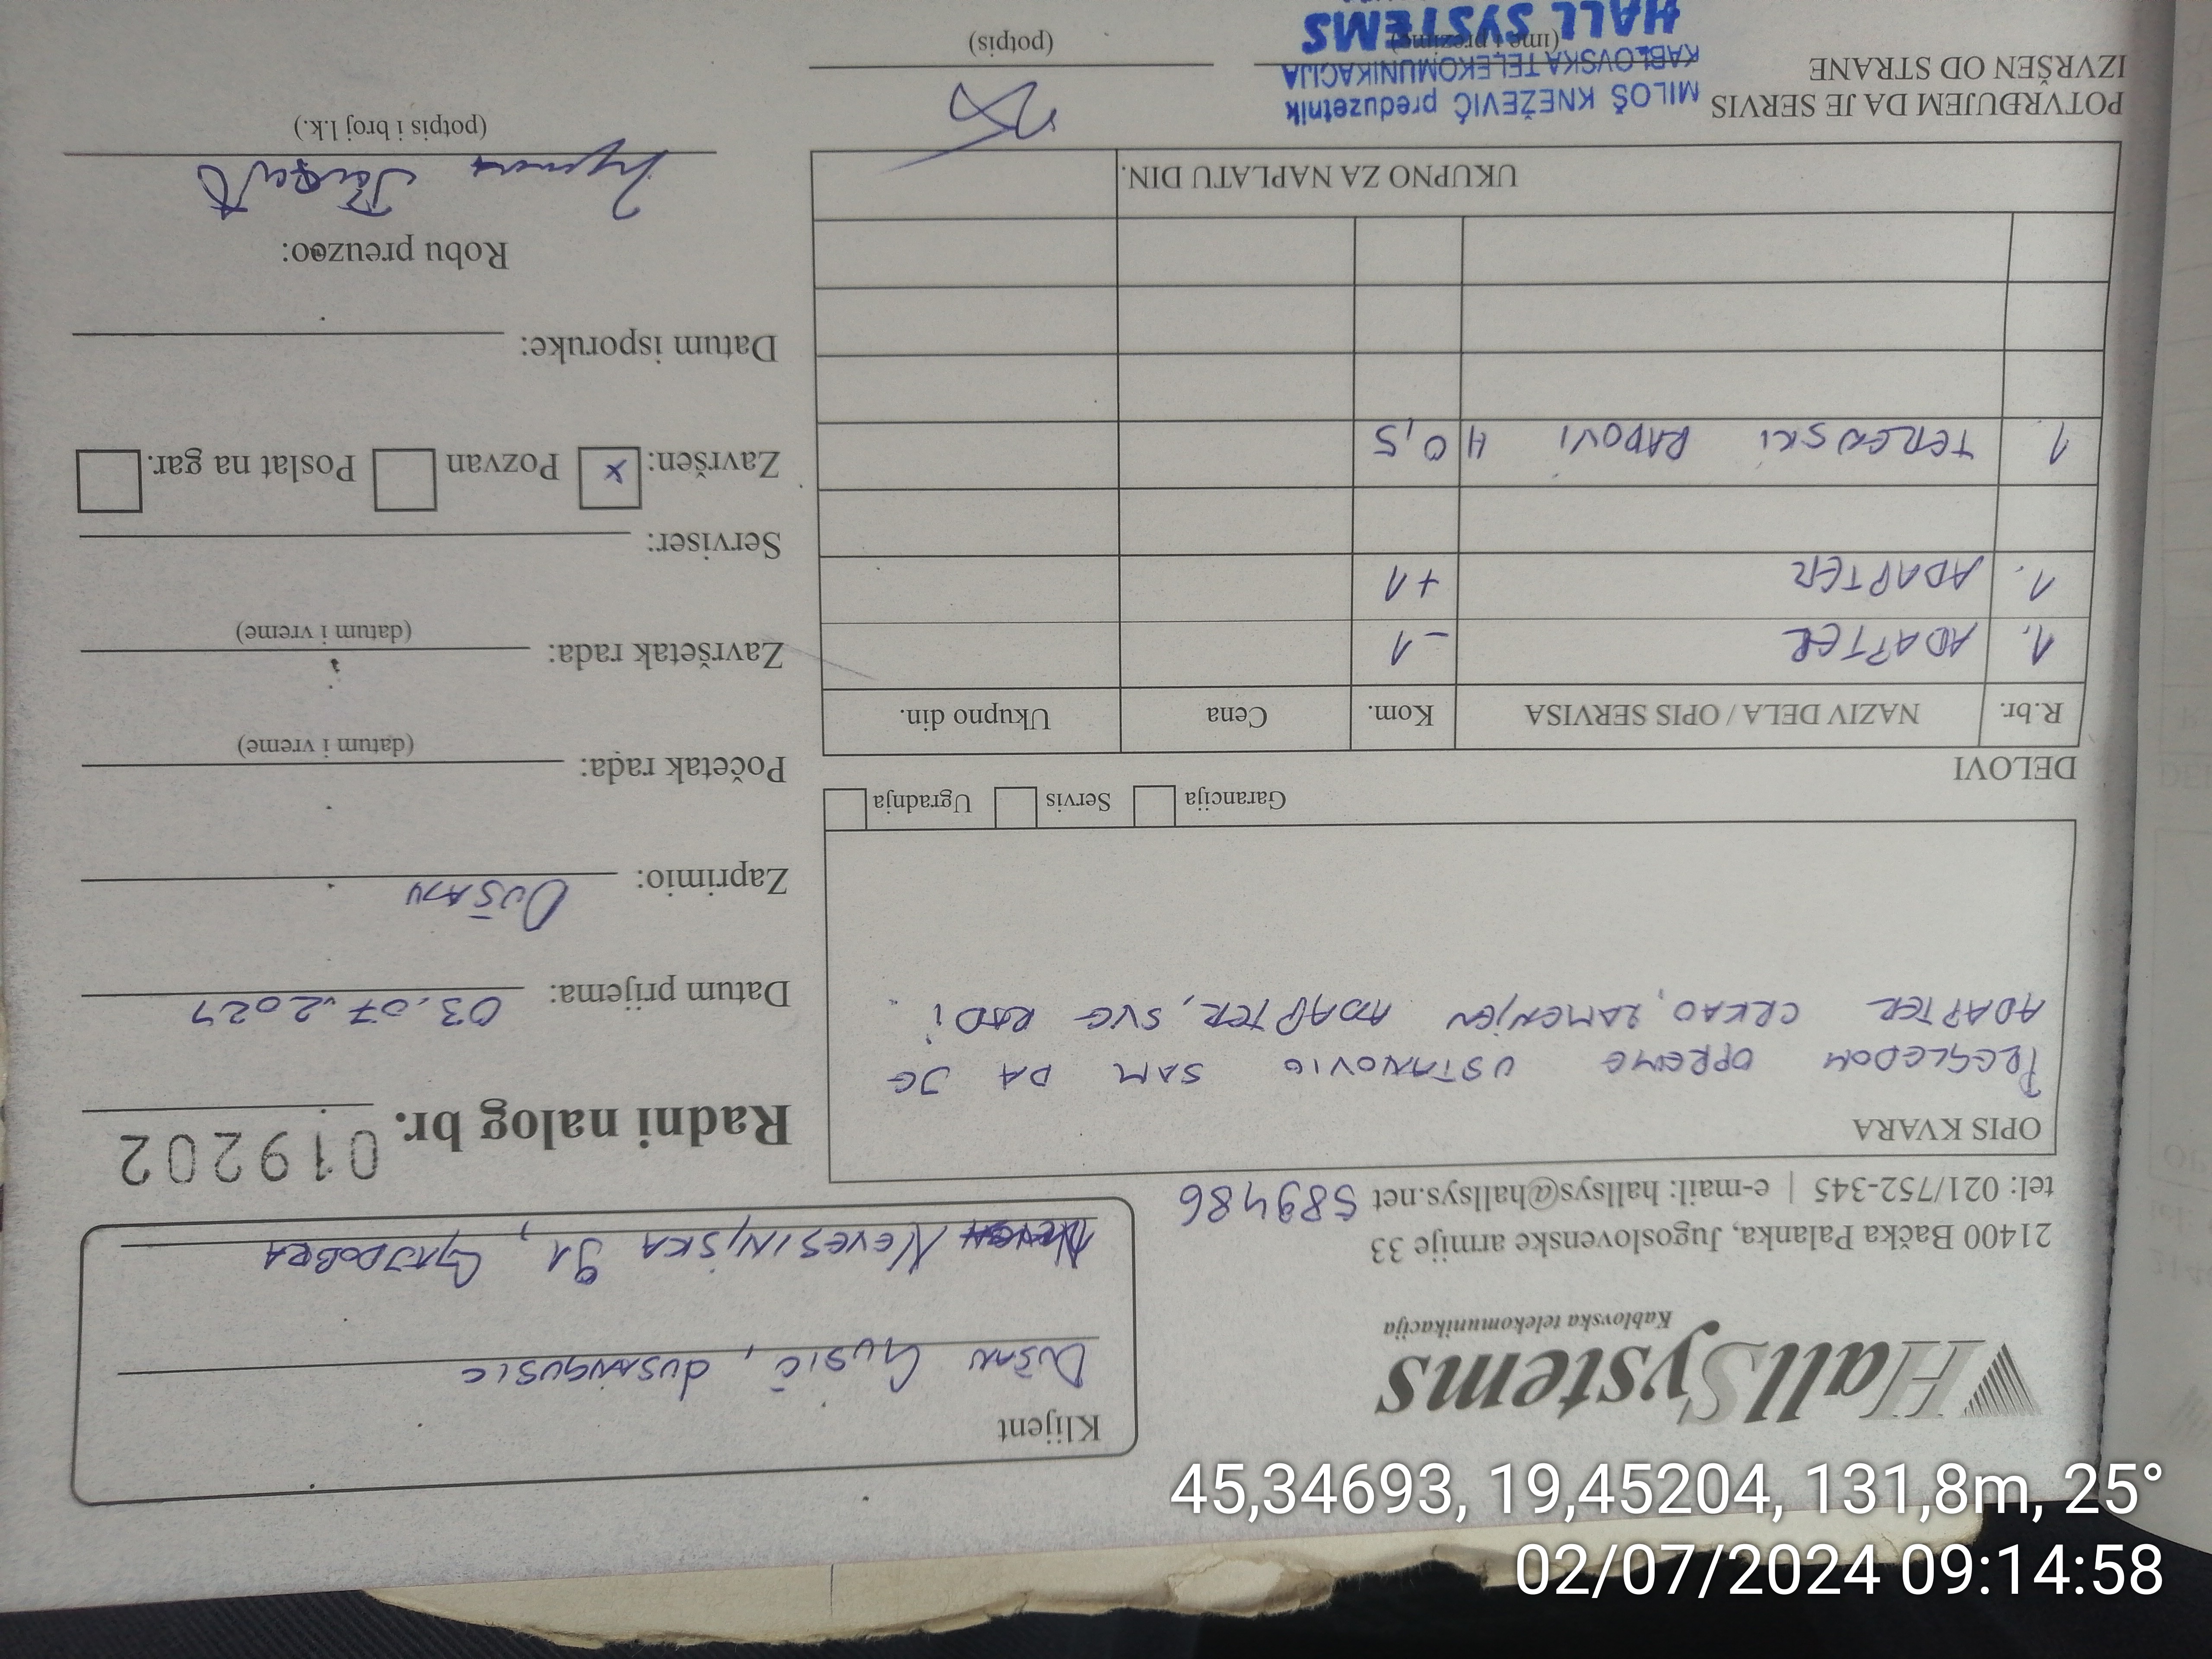 HallSystems
Kablovska telekomunikacija
21400 Bačka Palanka, Jugoslovenske armije 33
tel: 021/752-345 | e-mail: hallsys@hallsys.net 589486
Klijent
DUŠAN GUSIĆ, dUSANGUSIC
NEVESINJSKA 91, GAJDOBRA
OPIS KVARA
PREGLEDOM OPREME USTANOVIO SAM DA JE
ADAPTER CRKAO, ZAMENJEN ADAPTER, SVE RADI.
Garancija Servis Ugradnja
DELOVI
R.br. NAZIV DELA / OPIS SERVISA Kom. Cena Ukupno din.
1. ADAPTER -1
1. ADAPTER +1
1 TERENSKI RADOVI H 0,5
UKUPNO ZA NAPLATU DIN.
POTVRĐUJEM DA JE SERVIS
IZVRŠEN OD STRANE
MILOŠ KNEŽEVIĆ preduzetnik
KABLOVSKA TELEKOMUNIKACIJA
HALL SYSTEMS
(ime i prezime)
(potpis)
Radni nalog br. 019202
Datum prijema: 03.07.2024
Zaprimio: DUŠAN
Početak rada:
(datum i vreme)
Završetak rada:
(datum i vreme)
Serviser:
Završen: x Pozvan Poslat na gar.
Datum isporuke:
Robu preuzeo:
(potpis i broj l.k.)
45,34693, 19,45204, 131,8m, 25°
02/07/2024 09:14:58